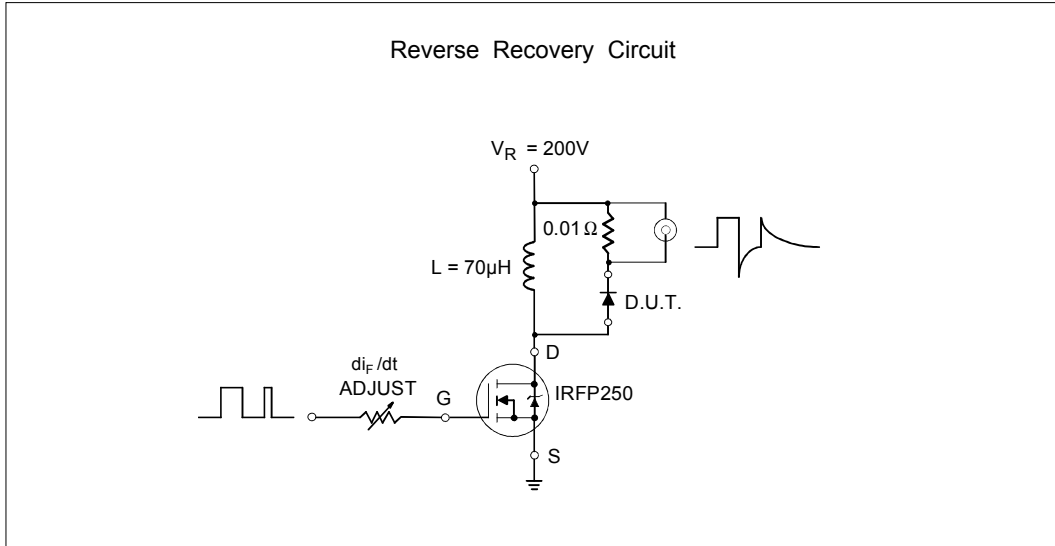 Reverse Recovery Circuit
V_R = 200V
0.01 Ω
L = 70µH
D.U.T.
D
di_F/dt
ADJUST
G
IRFP250
S